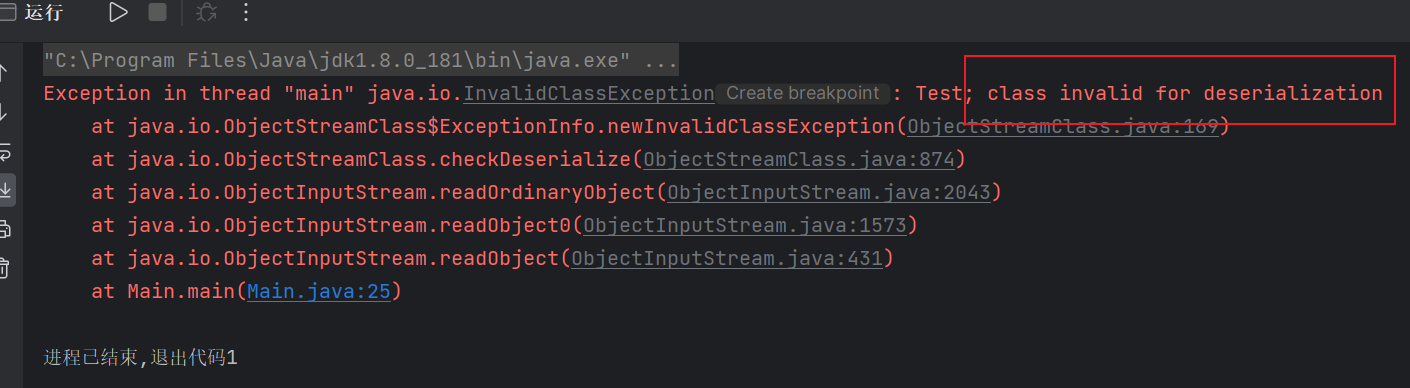 运行
"C:\Program Files\Java\jdk1.8.0_181\bin\java.exe" ...
Exception in thread "main" java.io.InvalidClassException Create breakpoint : Test; class invalid for deserialization
    at java.io.ObjectStreamClass$ExceptionInfo.newInvalidClassException(ObjectStreamClass.java:169)
    at java.io.ObjectStreamClass.checkDeserialize(ObjectStreamClass.java:874)
    at java.io.ObjectInputStream.readOrdinaryObject(ObjectInputStream.java:2043)
    at java.io.ObjectInputStream.readObject0(ObjectInputStream.java:1573)
    at java.io.ObjectInputStream.readObject(ObjectInputStream.java:431)
    at Main.main(Main.java:25)
进程已结束,退出代码1